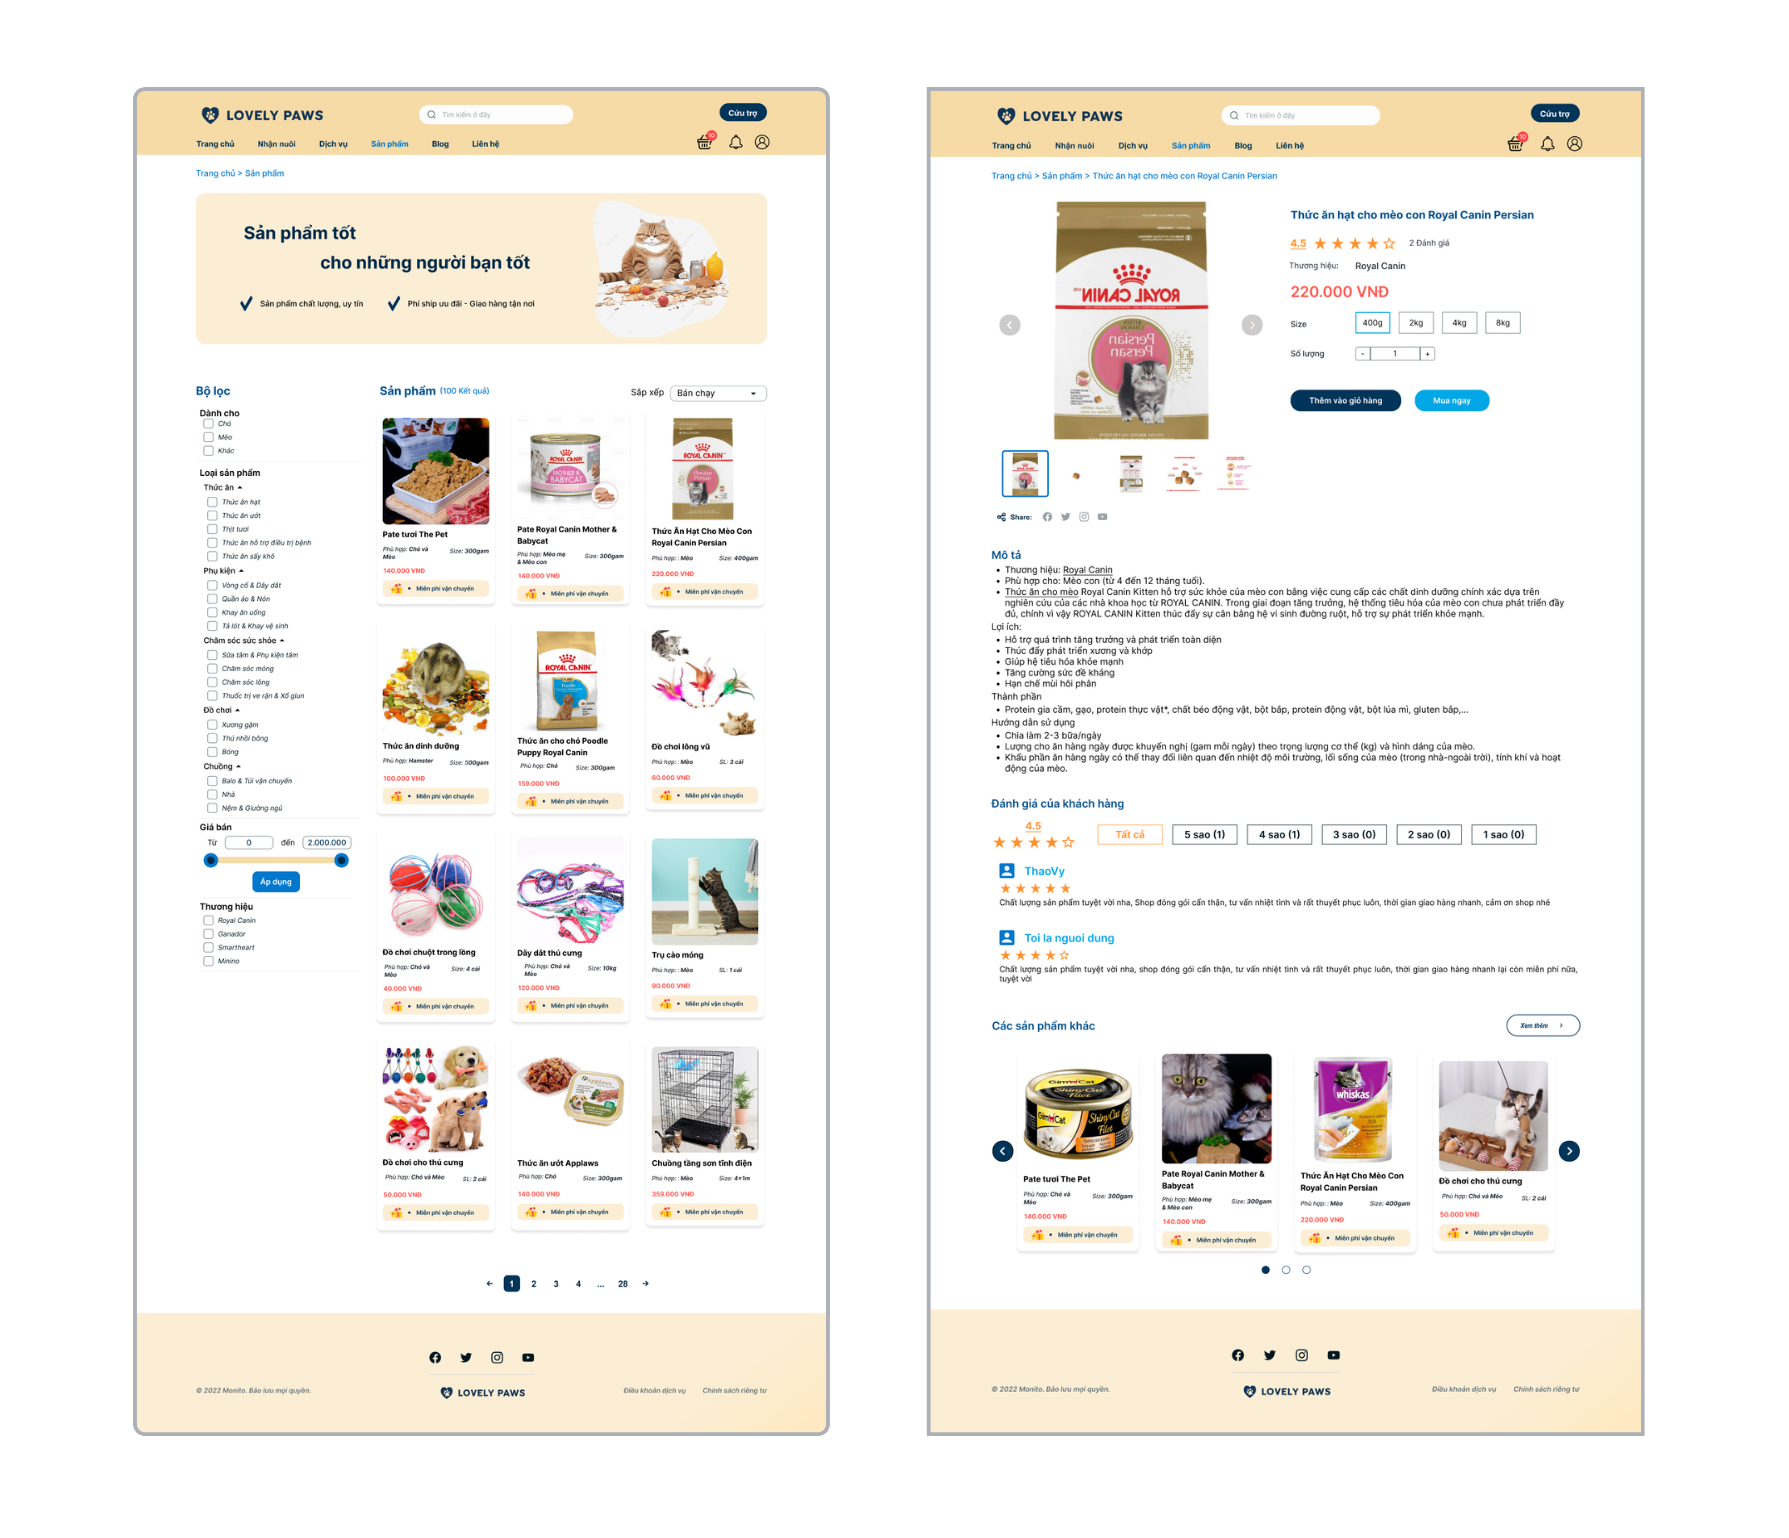 LOVELY PAWS
Tìm kiếm ở đây
Cứu trợ
Trang chủ
Nhận nuôi
Dịch vụ
Sản phẩm
Blog
Liên hệ
10
Trang chủ > Sản phẩm
Sản phẩm tốt
cho những người bạn tốt
Sản phẩm chất lượng, uy tín
Phí ship ưu đãi - Giao hàng tận nơi
Bộ lọc
Dành cho
Chó
Mèo
Khác
Loại sản phẩm
Thức ăn
Thức ăn hạt
Thức ăn ướt
Thịt tươi
Thức ăn hỗ trợ điều trị bệnh
Thức ăn sấy khô
Phụ kiện
Vòng cổ & Dây dắt
Quần áo & Nón
Khay ăn uống
Tã lót & Khay vệ sinh
Chăm sóc sức shỏe
Sữa tắm & Phụ kiện tắm
Chăm sóc móng
Chăm sóc lông
Thuốc trị ve rận & Xổ giun
Đồ chơi
Xương gặm
Thú nhồi bông
Bóng
Chuồng
Balo & Túi vận chuyển
Nhà
Nệm & Giường ngủ
Giá bán
Từ 0 đến 2.000.000
Áp dụng
Thương hiệu
Royal Canin
Ganador
Smartheart
Minino
Sản phẩm (100 Kết quả)
Sắp xếp Bán chạy
Pate tươi The Pet
Phù hợp: Chó và Mèo
Size: 300gam
140.000 VNĐ
Miễn phí vận chuyển
ROYAL CANIN
MOTHER & BABYCAT
Pate Royal Canin Mother & Babycat
Phù hợp: Mèo mẹ & Mèo con
Size: 300gam
140.000 VNĐ
Miễn phí vận chuyển
ROYAL CANIN
Persian
Thức Ăn Hạt Cho Mèo Con Royal Canin Persian
Phù hợp: : Mèo
Size: 400gam
220.000 VNĐ
Miễn phí vận chuyển
Thức ăn dinh dưỡng
Phù hợp: Hamster
Size: 500gam
100.000 VNĐ
Miễn phí vận chuyển
ROYAL CANIN
Poodle
Thức ăn cho chó Poodle Puppy Royal Canin
Phù hợp: Chó
Size: 300gam
159.000 VNĐ
Miễn phí vận chuyển
Đồ chơi lông vũ
Phù hợp: : Mèo
SL: 3 cái
60.000 VNĐ
Miễn phí vận chuyển
Đồ chơi chuột trong lồng
Phù hợp: Chó và Mèo
Size: 4 cái
40.000 VNĐ
Miễn phí vận chuyển
Dây dắt thú cưng
Phù hợp: Chó và Mèo
Size: 10kg
120.000 VNĐ
Miễn phí vận chuyển
Trụ cào móng
Phù hợp: : Mèo
SL: 1 cái
90.000 VNĐ
Miễn phí vận chuyển
Đồ chơi cho thú cưng
Phù hợp: Chó và Mèo
SL: 2 cái
50.000 VNĐ
Miễn phí vận chuyển
Applaws
Thức ăn ướt Applaws
Phù hợp: Chó
Size: 300gam
140.000 VNĐ
Miễn phí vận chuyển
Chuồng tầng sơn tĩnh điện
Phù hợp: : Mèo
Size: 4x1m
359.000 VNĐ
Miễn phí vận chuyển
1 2 3 4 ... 28
© 2022 Monito. Bảo lưu mọi quyền.
LOVELY PAWS
Điều khoản dịch vụ
Chính sách riêng tư
LOVELY PAWS
Tìm kiếm ở đây
Cứu trợ
Trang chủ
Nhận nuôi
Dịch vụ
Sản phẩm
Blog
Liên hệ
10
Trang chủ > Sản phẩm > Thức ăn hạt cho mèo con Royal Canin Persian
ROYAL CANIN
Persian
Persan
Thức ăn hạt cho mèo con Royal Canin Persian
4.5
2 Đánh giá
Thương hiệu: Royal Canin
220.000 VNĐ
Size 400g 2kg 4kg 8kg
Số lượng - 1 +
Thêm vào giỏ hàng
Mua ngay
Share:
Mô tả
• Thương hiệu: Royal Canin
• Phù hợp cho: Mèo con (từ 4 đến 12 tháng tuổi).
• Thức ăn cho mèo Royal Canin Kitten hỗ trợ sức khỏe của mèo con bằng việc cung cấp các chất dinh dưỡng chính xác dựa trên
nghiên cứu của các nhà khoa học từ ROYAL CANIN. Trong giai đoạn tăng trưởng, hệ thống tiêu hóa của mèo con chưa phát triển đầy
đủ, chính vì vậy ROYAL CANIN Kitten thúc đẩy sự cân bằng hệ vi sinh đường ruột, hỗ trợ sự phát triển khỏe mạnh.
Lợi ích:
• Hỗ trợ quá trình tăng trưởng và phát triển toàn diện
• Thúc đẩy phát triển xương và khớp
• Giúp hệ tiêu hóa khỏe mạnh
• Tăng cường sức đề kháng
• Hạn chế mùi hôi phân
Thành phần
• Protein gia cầm, gạo, protein thực vật*, chất béo động vật, bột bắp, protein động vật, bột lúa mì, gluten bắp,...
Hướng dẫn sử dụng
• Chia làm 2-3 bữa/ngày
• Lượng cho ăn hàng ngày được khuyến nghị (gam mỗi ngày) theo trọng lượng cơ thể (kg) và hình dáng của mèo.
• Khẩu phần ăn hàng ngày có thể thay đổi liên quan đến nhiệt độ môi trường, lối sống của mèo (trong nhà-ngoài trời), tính khí và hoạt
động của mèo.
Đánh giá của khách hàng
4.5
Tất cả
5 sao (1)
4 sao (1)
3 sao (0)
2 sao (0)
1 sao (0)
ThaoVy
Chất lượng sản phẩm tuyệt vời nha, Shop đóng gói cẩn thận, tư vấn nhiệt tình và rất thuyết phục luôn, thời gian giao hàng nhanh, cảm ơn shop nhé
Toi la nguoi dung
Chất lượng sản phẩm tuyệt vời nha, shop đóng gói cẩn thận, tư vấn nhiệt tình và rất thuyết phục luôn, thời gian giao hàng nhanh lại còn miễn phí nữa,
tuyệt vời
Các sản phẩm khác
Xem thêm
GimCat
ShinyCat
Filet
Pate tươi The Pet
Phù hợp: Chó và Mèo
Size: 300gam
140.000 VNĐ
Miễn phí vận chuyển
Pate Royal Canin Mother & Babycat
Phù hợp: Mèo mẹ & Mèo con
Size: 300gam
140.000 VNĐ
Miễn phí vận chuyển
whiskas
Thức Ăn Hạt Cho Mèo Con Royal Canin Persian
Phù hợp: : Mèo
Size: 400gam
220.000 VNĐ
Miễn phí vận chuyển
Đồ chơi cho thú cưng
Phù hợp: Chó và Mèo
SL: 2 cái
50.000 VNĐ
Miễn phí vận chuyển
© 2022 Monito. Bảo lưu mọi quyền.
LOVELY PAWS
Điều khoản dịch vụ
Chính sách riêng tư